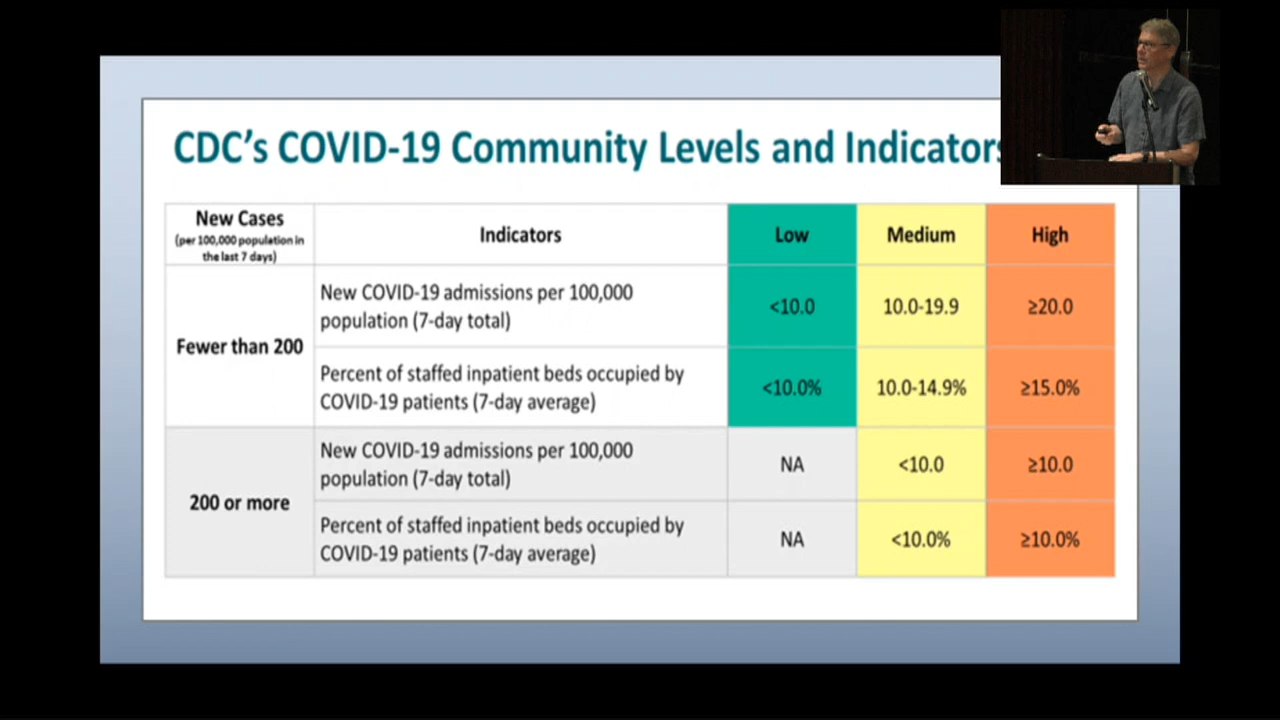 CDC's COVID-19 Community Levels and Indicators
New Cases
(per 100,000 population in
the last 7 days)
Indicators
Low
Medium
High
Fewer than 200
New COVID-19 admissions per 100,000
population (7-day total)
<10.0
10.0-19.9
≥20.0
Percent of staffed inpatient beds occupied by
COVID-19 patients (7-day average)
<10.0%
10.0-14.9%
≥15.0%
200 or more
New COVID-19 admissions per 100,000
population (7-day total)
NA
<10.0
≥10.0
Percent of staffed inpatient beds occupied by
COVID-19 patients (7-day average)
NA
<10.0%
≥10.0%